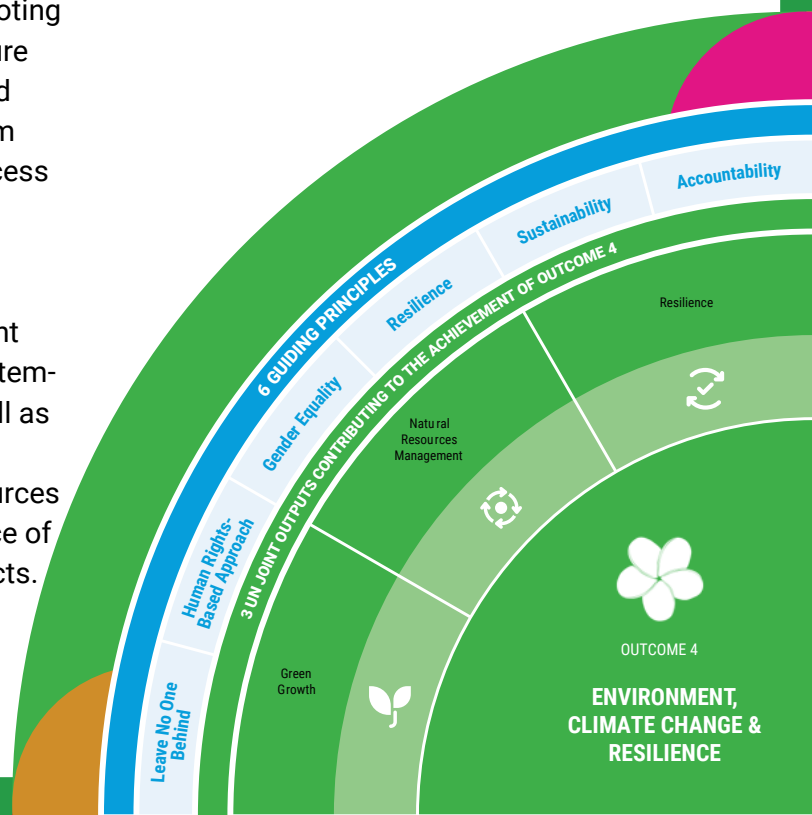 oting
ure
d
m
cess
nt
tem-
ll as
urces
ce of
cts.
6 GUIDING PRINCIPLES
Leave No One
Behind
Human Rights-
Based Approach
Gender Equality
Resilience
Sustainability
Accountability
3 UN JOINT OUTPUTS CONTRIBUTING TO THE ACHIEVEMENT OF OUTCOME 4
Green
Growth
Natural
Resources
Management
Resilience
OUTCOME 4
ENVIRONMENT,
CLIMATE CHANGE &
RESILIENCE